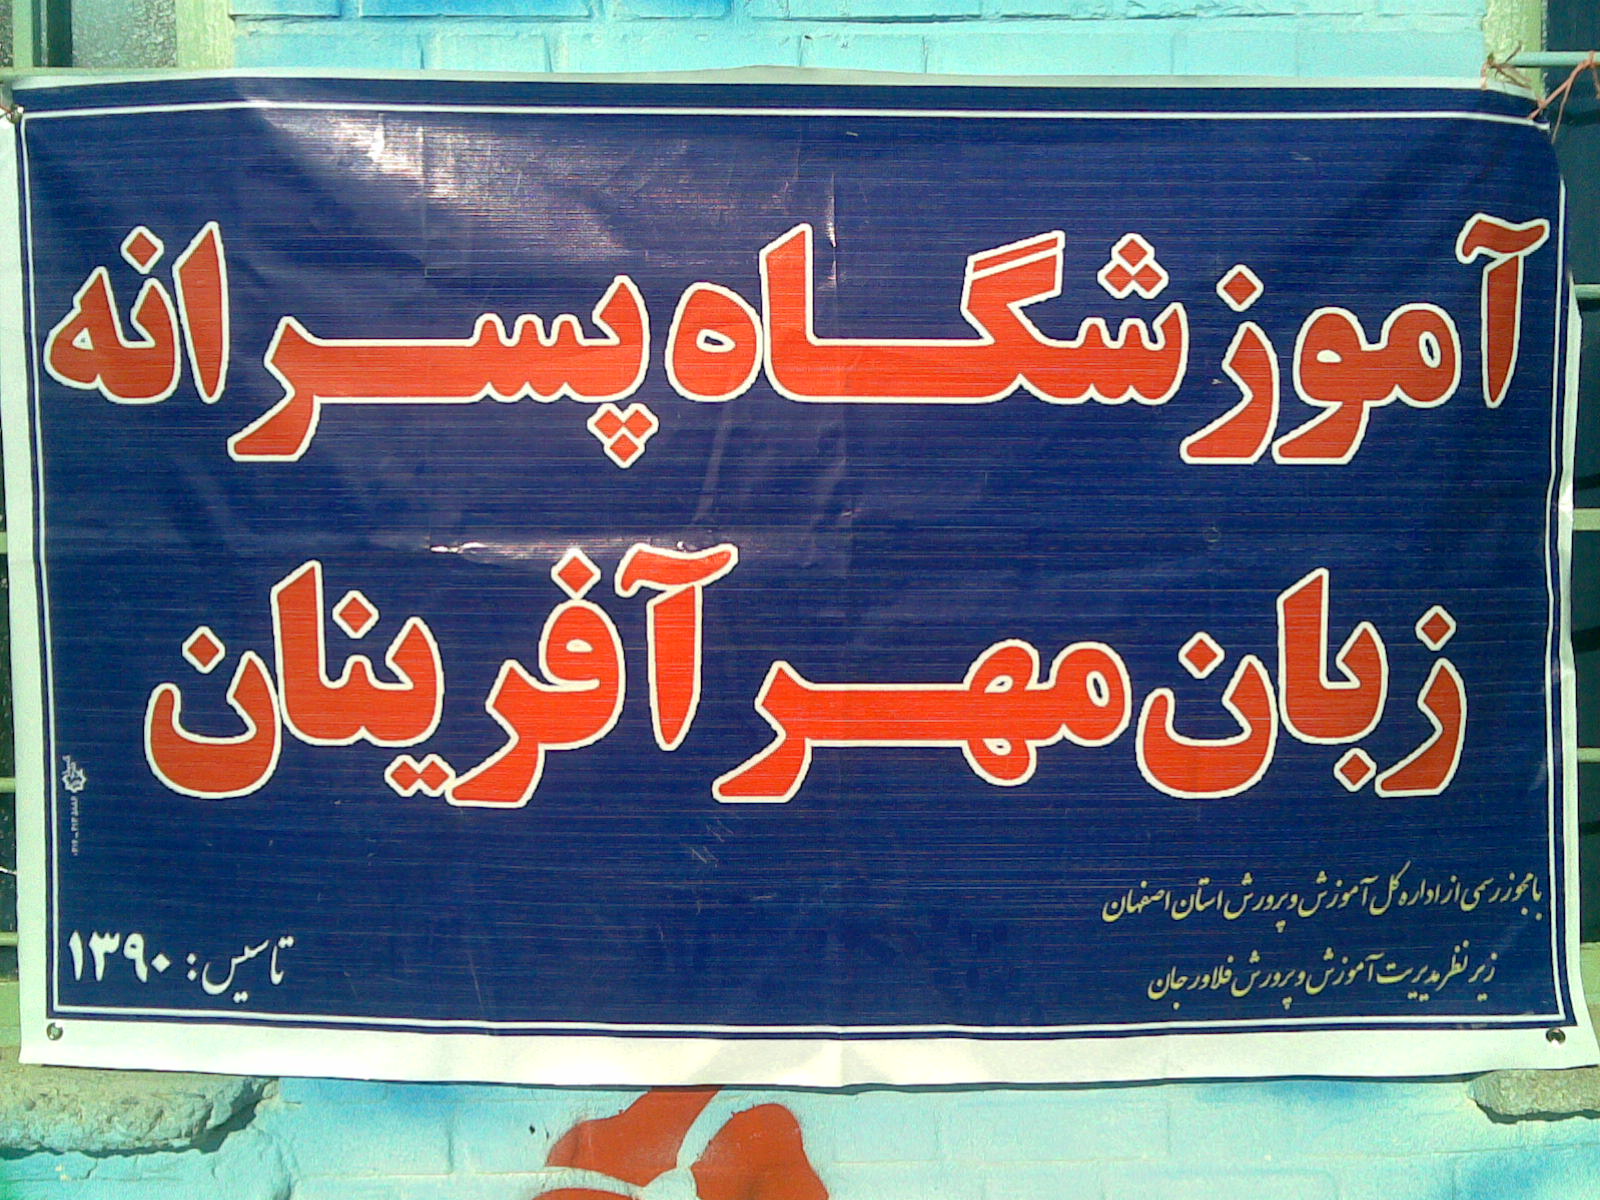 آموزشگاه پسرانه
زبان مهر آفرینان
با مجوز رسمی از اداره کل آموزش و پرورش استان اصفهان
زیر نظر مدیریت آموزش و پرورش فلاورجان
تاسیس: ۱۳۹۰